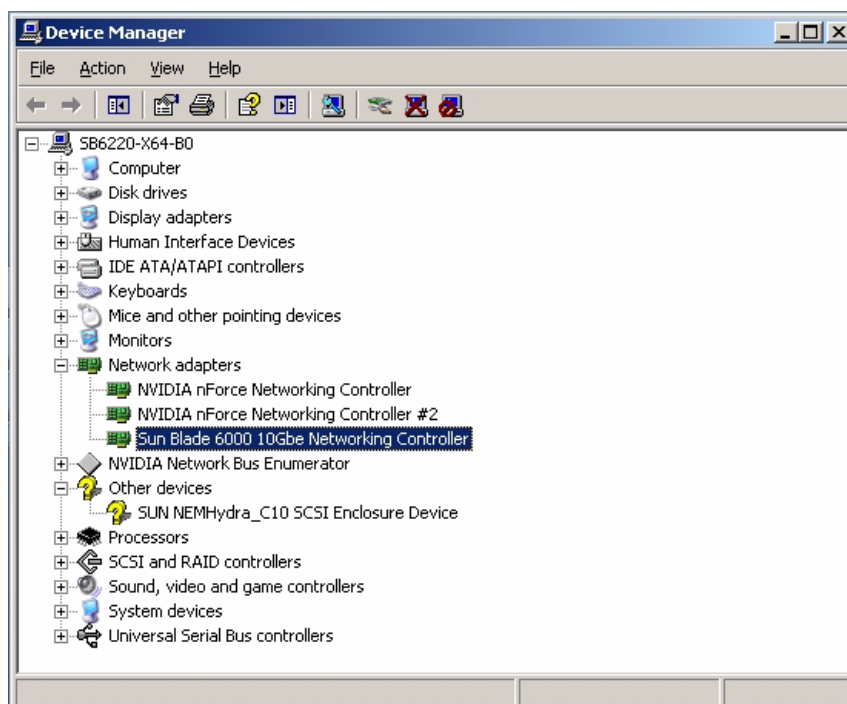 Device Manager
File Action View Help
SB6220-X64-B0
Computer
Disk drives
Display adapters
Human Interface Devices
IDE ATA/ATAPI controllers
Keyboards
Mice and other pointing devices
Monitors
Network adapters
NVIDIA nForce Networking Controller
NVIDIA nForce Networking Controller #2
Sun Blade 6000 10Gbe Networking Controller
NVIDIA Network Bus Enumerator
Other devices
SUN NEMHydra_C10 SCSI Enclosure Device
Processors
SCSI and RAID controllers
Sound, video and game controllers
System devices
Universal Serial Bus controllers